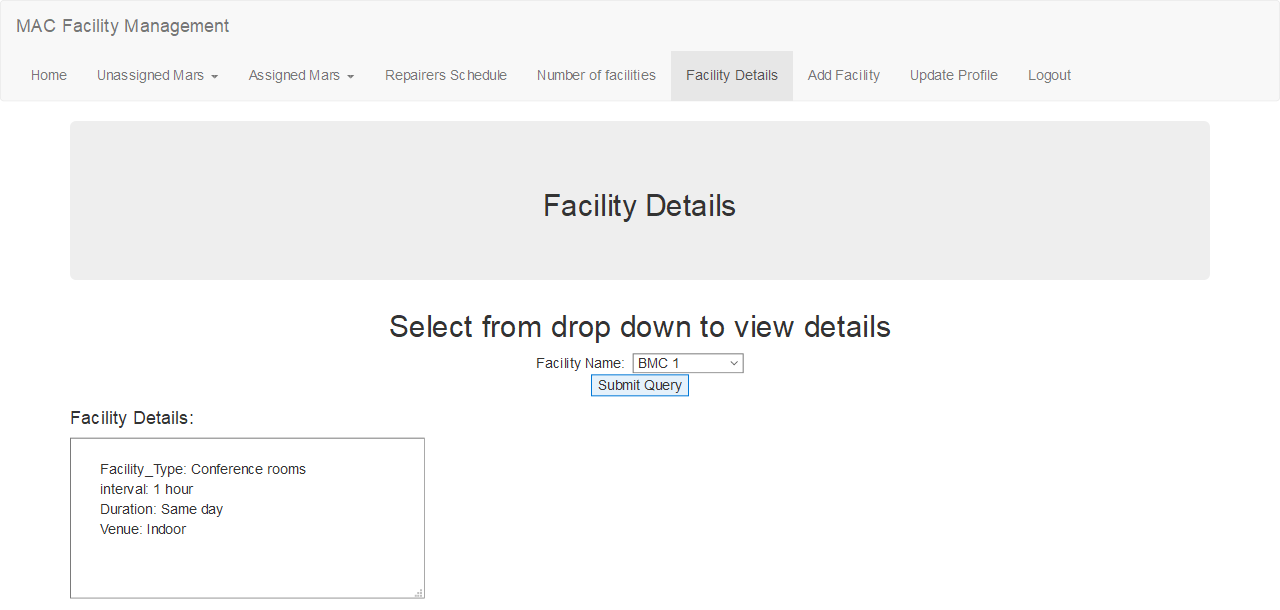 MAC Facility Management
Home Unassigned Mars Assigned Mars Repairers Schedule Number of facilities Facility Details Add Facility Update Profile Logout
Facility Details
Select from drop down to view details
Facility Name: BMC 1
Submit Query
Facility Details:
Facility_Type: Conference rooms
interval: 1 hour
Duration: Same day
Venue: Indoor